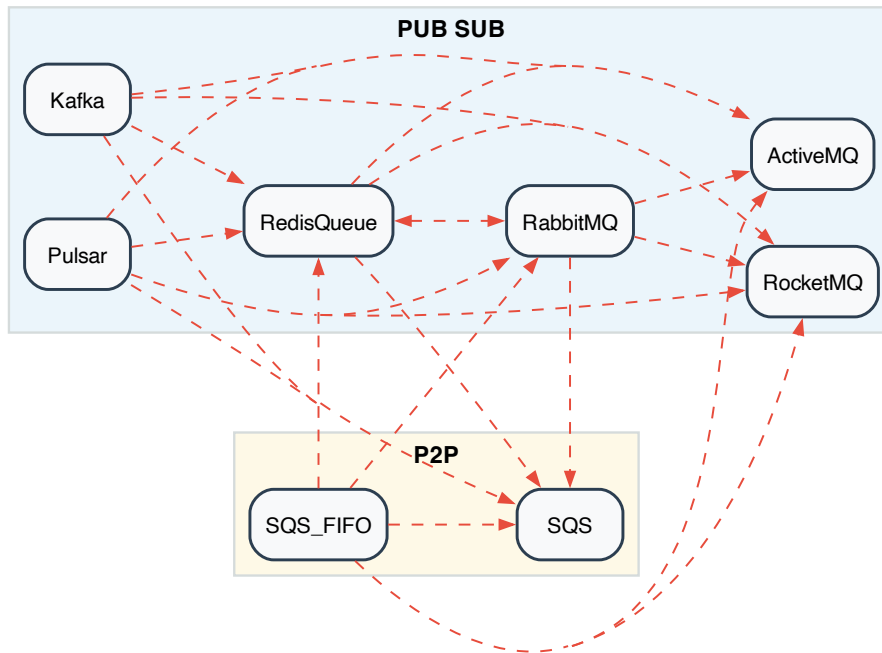 PUB SUB
Kafka
ActiveMQ
RedisQueue
RabbitMQ
Pulsar
RocketMQ
P2P
SQS_FIFO
SQS